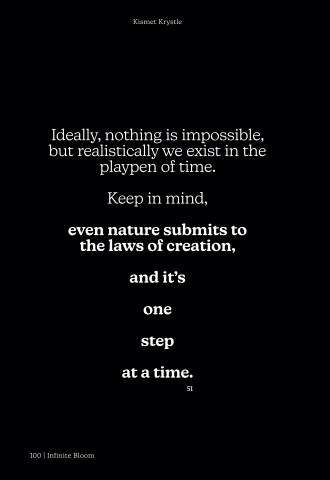 Kismet Krystle
Ideally, nothing is impossible,
but realistically we exist in the
playpen of time.
Keep in mind,
even nature submits to
the laws of creation,
and it’s
one
step
at a time.
51
100 | Infinite Bloom